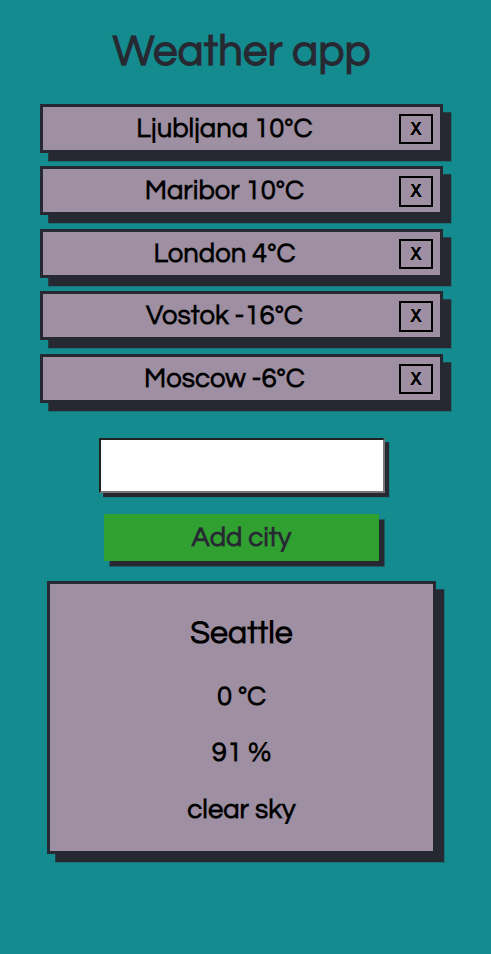 Weather app
Ljubljana 10°C X
Maribor 10°C X
London 4°C X
Vostok -16°C X
Moscow -6°C X
Add city
Seattle
0 °C
91 %
clear sky